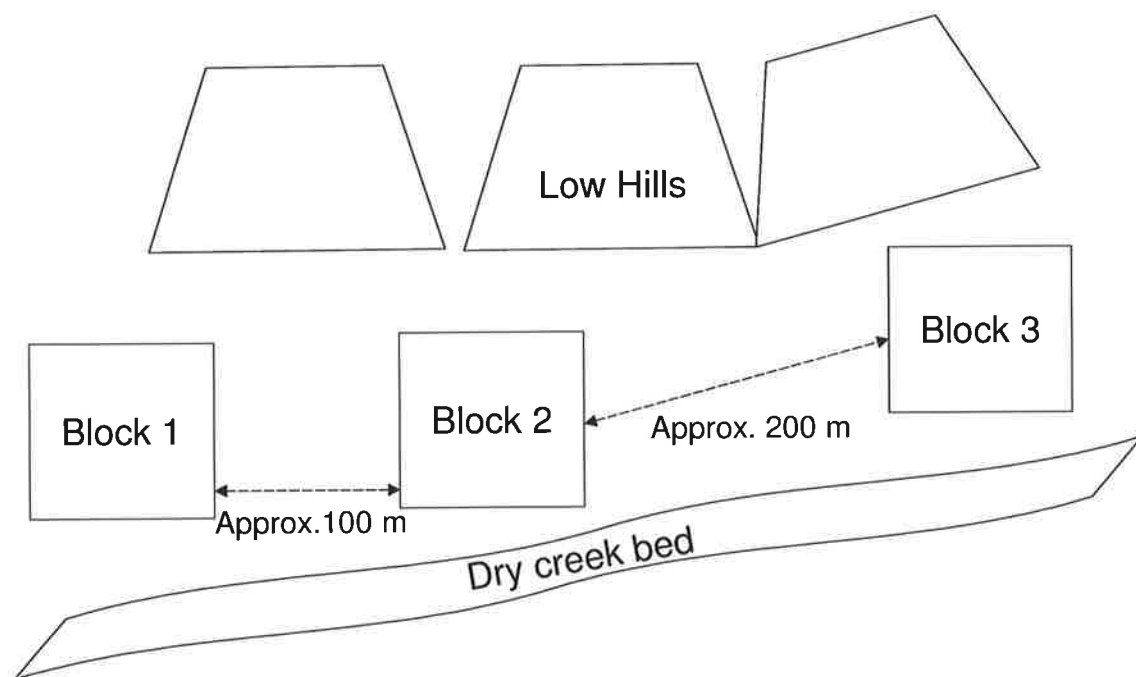 Low Hills
Block 3
Block 1
Block 2
Approx. 200 m
Approx.100 m
Dry creek bed